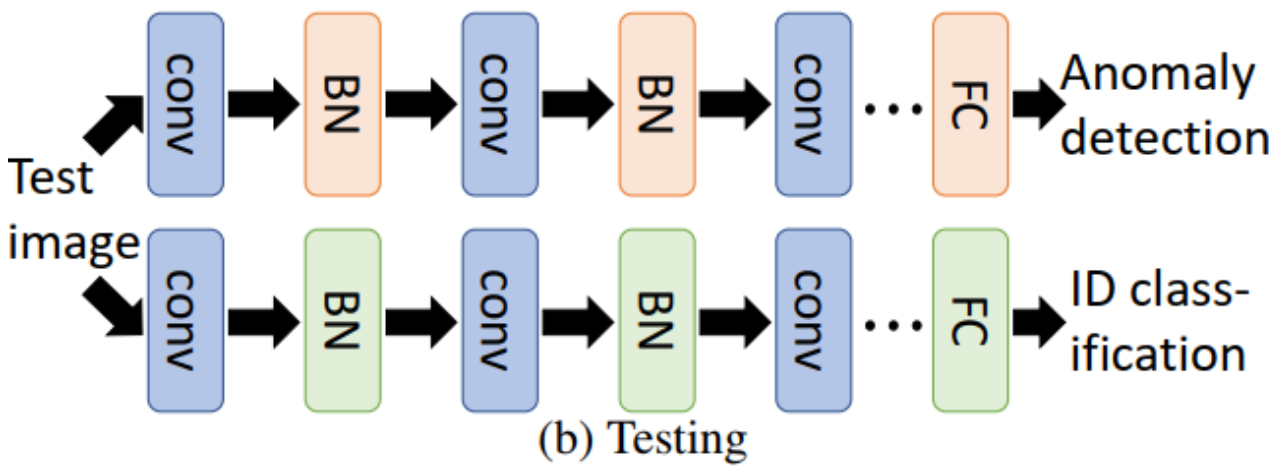 conv BN conv BN conv ... FC
Anomaly
detection
Test
image
conv BN conv BN conv ... FC
ID class-
ification
(b) Testing